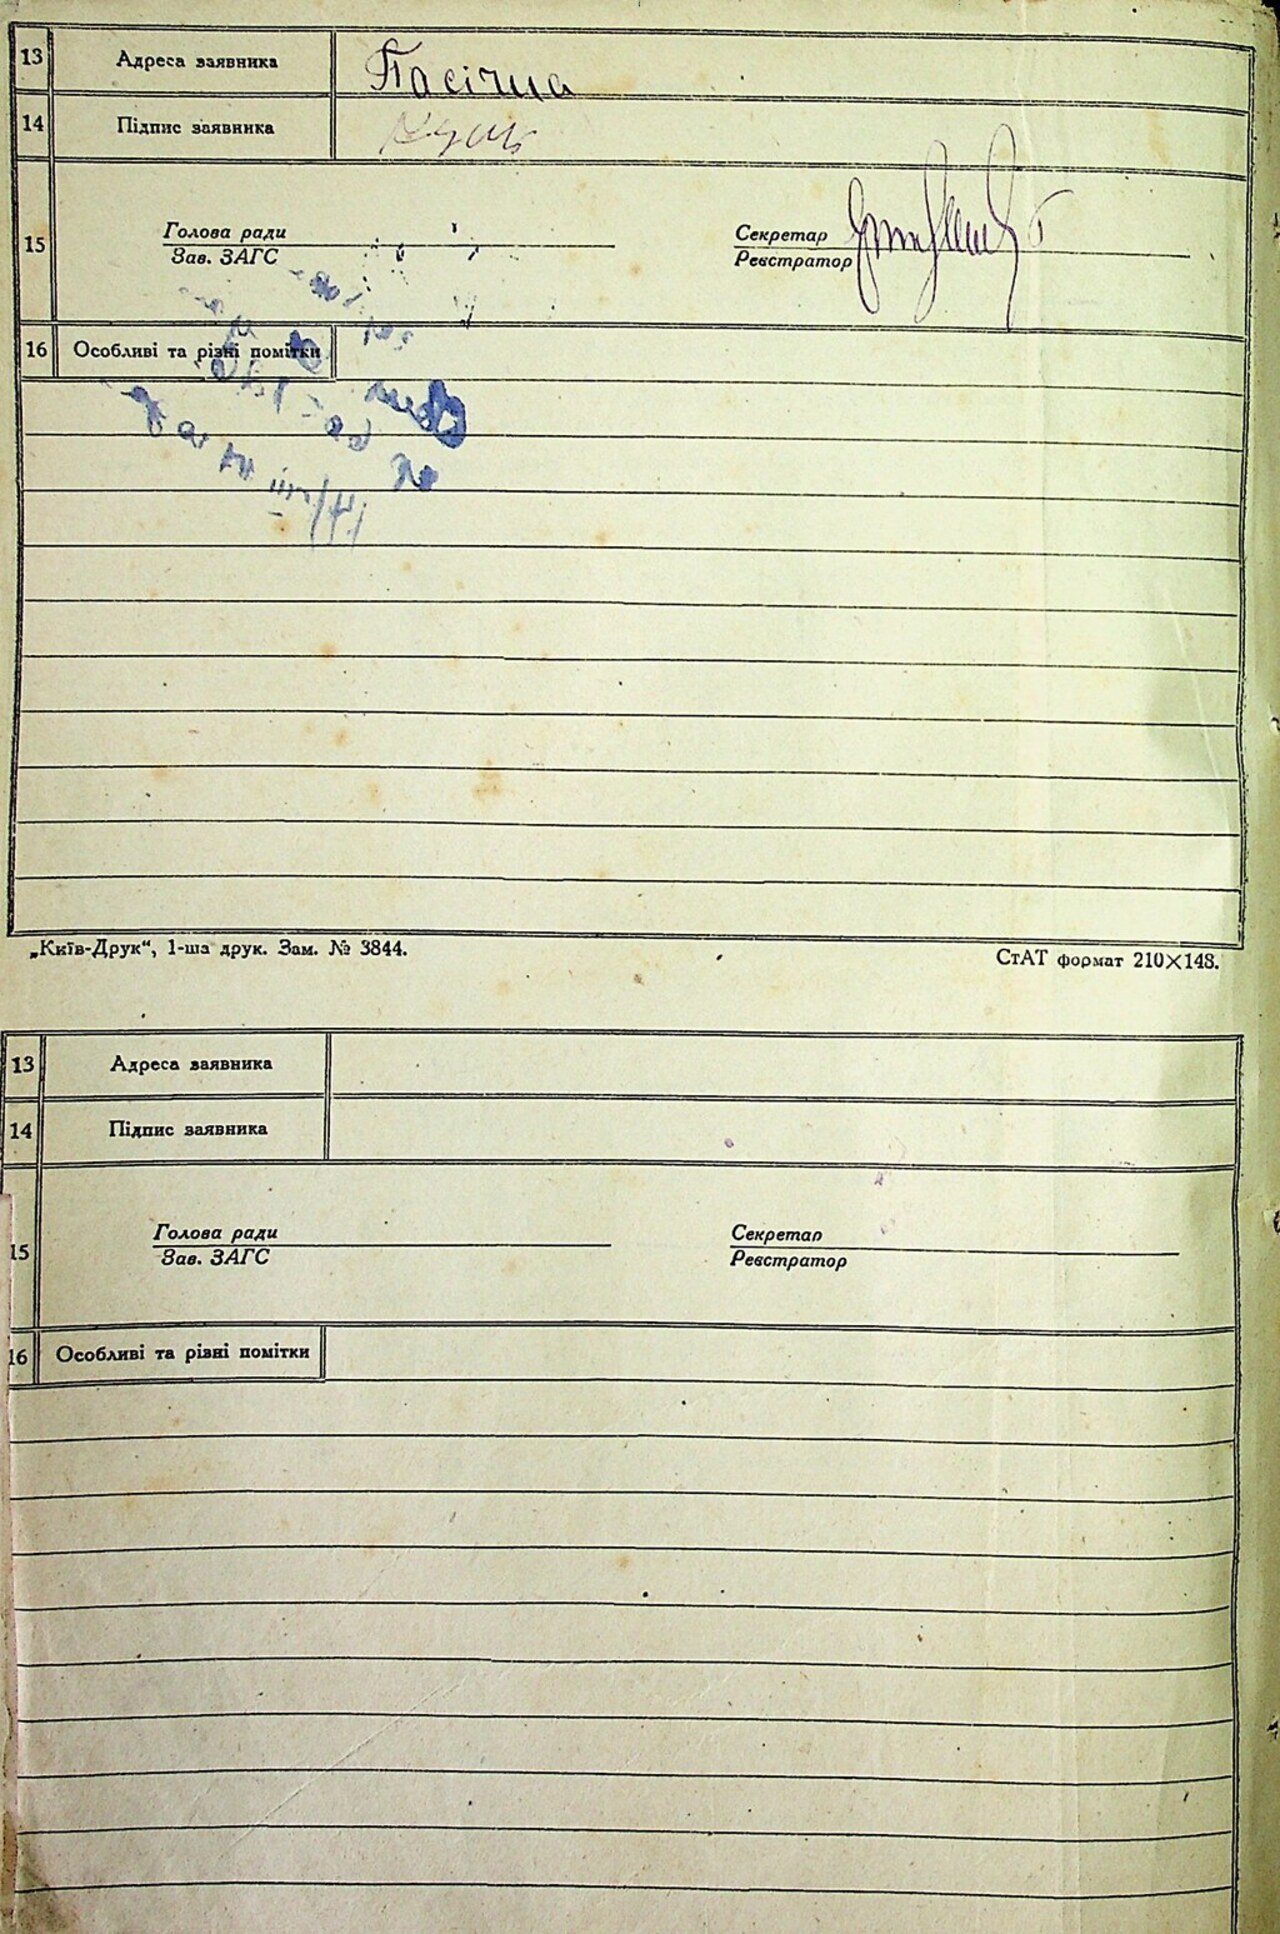 13 Адреса заявника Пасічна
14 Підпис заявника
15 Голова ради Секретар
Зав. ЗАГС Реєстратор
16 Особливі та різні помітки
„Київ-Друк“, 1-ша друк. Зам. № 3844. СтАТ формат 210×148.
13 Адреса заявника
14 Підпис заявника
15 Голова ради Секретар
Зав. ЗАГС Реєстратор
16 Особливі та різні помітки